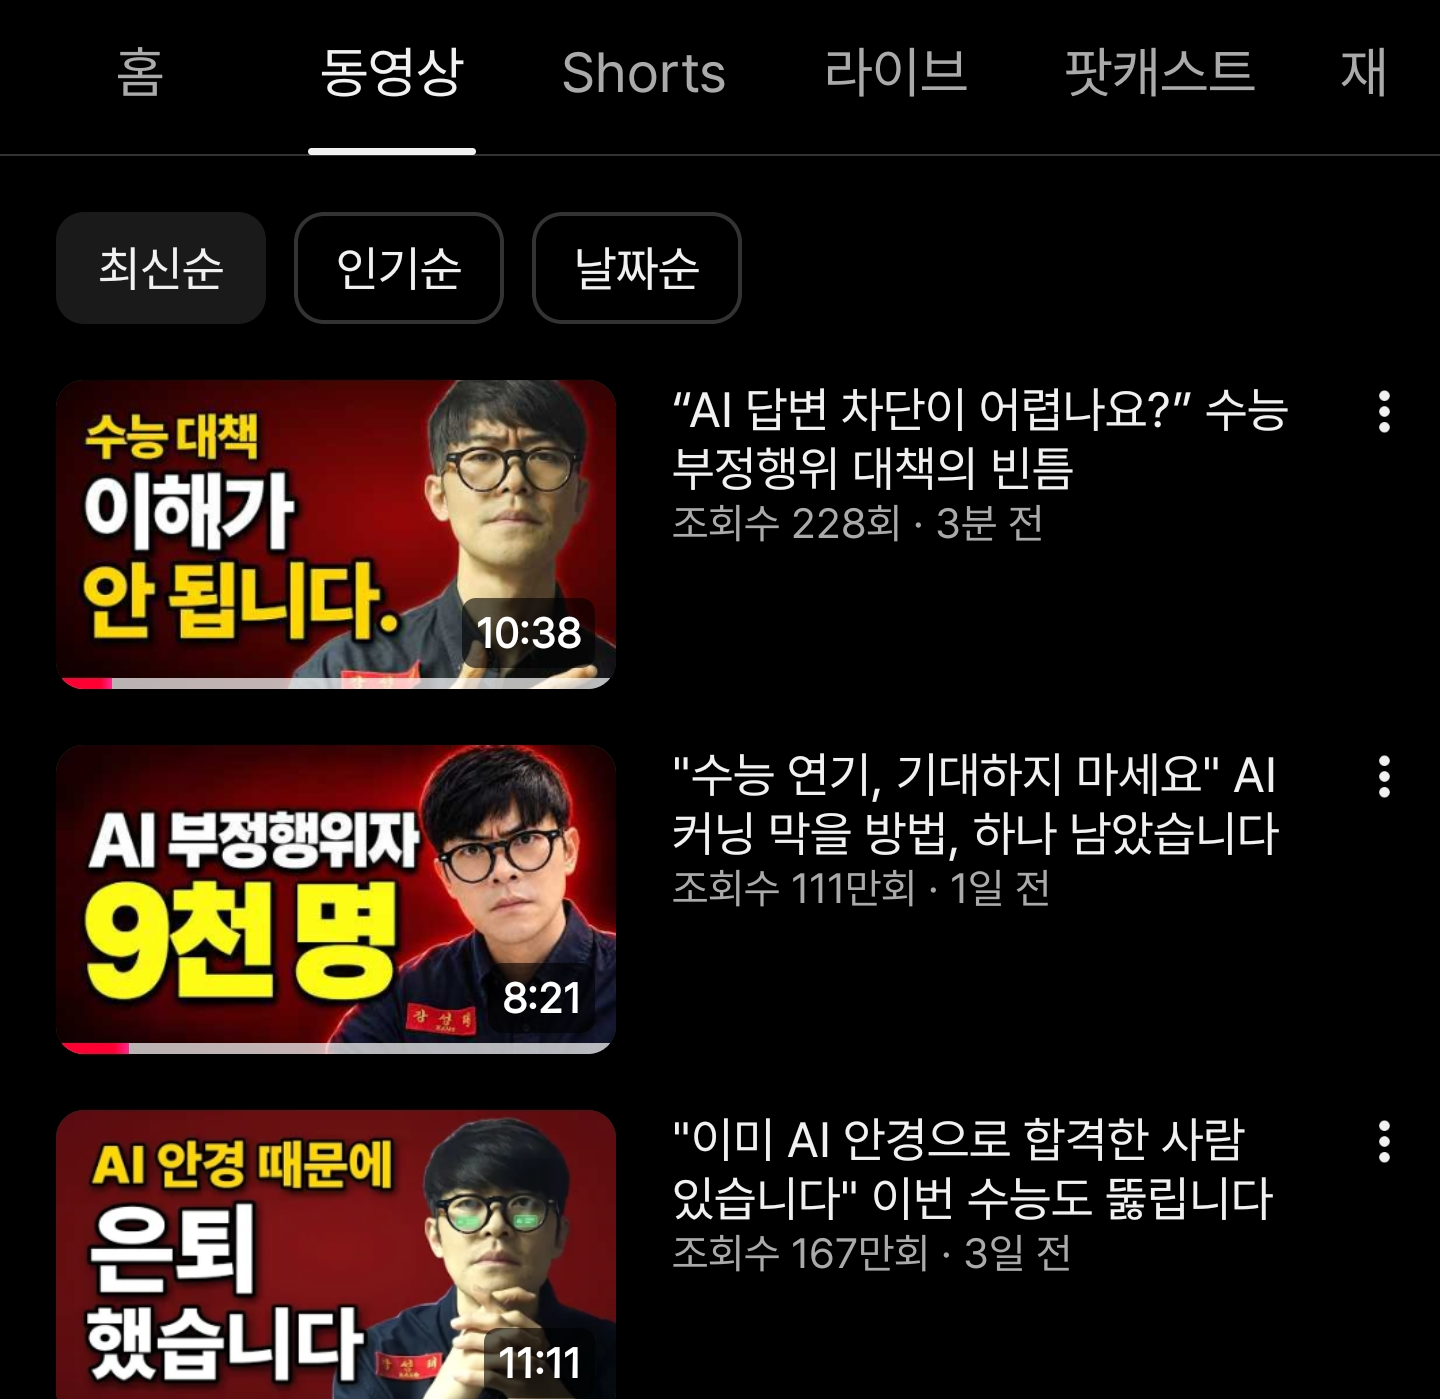 홈 동영상 Shorts 라이브 팟캐스트 재
최신순 인기순 날짜순
수능 대책
이해가
안 됩니다.
10:38
“AI 답변 차단이 어렵나요?” 수능
부정행위 대책의 빈틈
조회수 228회 · 3분 전
AI 부정행위자
9천 명
강성태
8:21
"수능 연기, 기대하지 마세요" AI
커닝 막을 방법, 하나 남았습니다
조회수 111만회 · 1일 전
AI 안경 때문에
은퇴
했습니다
강성태
11:11
"이미 AI 안경으로 합격한 사람
있습니다" 이번 수능도 뚫립니다
조회수 167만회 · 3일 전